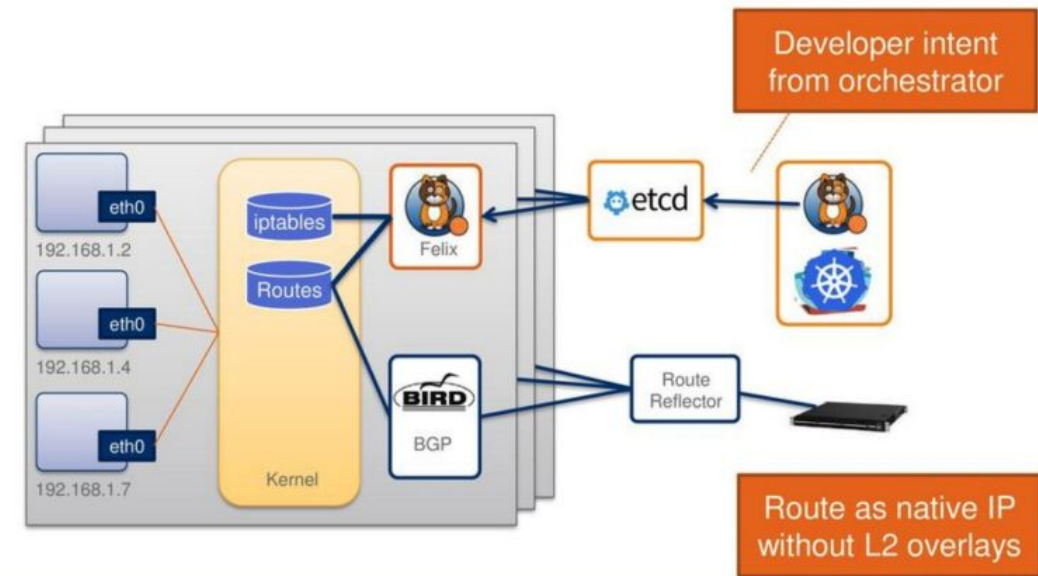 Developer intent
from orchestrator
eth0
192.168.1.2
eth0
192.168.1.4
eth0
192.168.1.7
iptables
Routes
Kernel
Felix
etcd
BIRD
BGP
Route
Reflector
Route as native IP
without L2 overlays